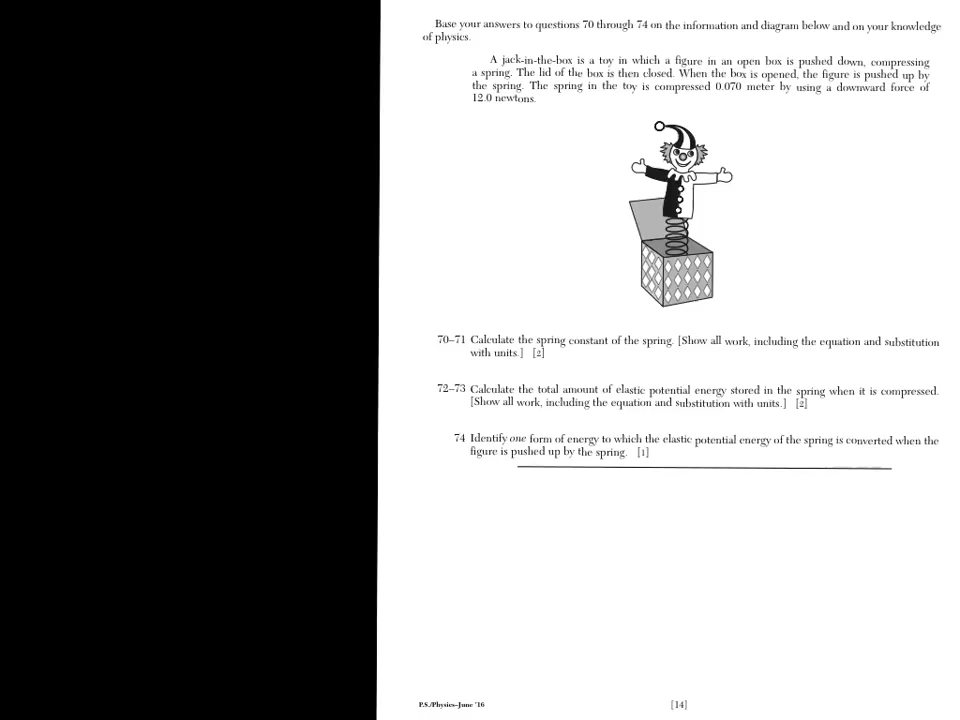 Base your answers to questions 70 through 74 on the information and diagram below and on your knowledge
of physics.
A jack-in-the-box is a toy in which a figure in an open box is pushed down, compressing
a spring. The lid of the box is then closed. When the box is opened, the figure is pushed up by
the spring. The spring in the toy is compressed 0.070 meter by using a downward force of
12.0 newtons.
70–71 Calculate the spring constant of the spring. [Show all work, including the equation and substitution
with units.] [2]
72–73 Calculate the total amount of elastic potential energy stored in the spring when it is compressed.
[Show all work, including the equation and substitution with units.] [2]
74 Identify one form of energy to which the elastic potential energy of the spring is converted when the
figure is pushed up by the spring. [1]
P.S./Physics–June '16 [14]